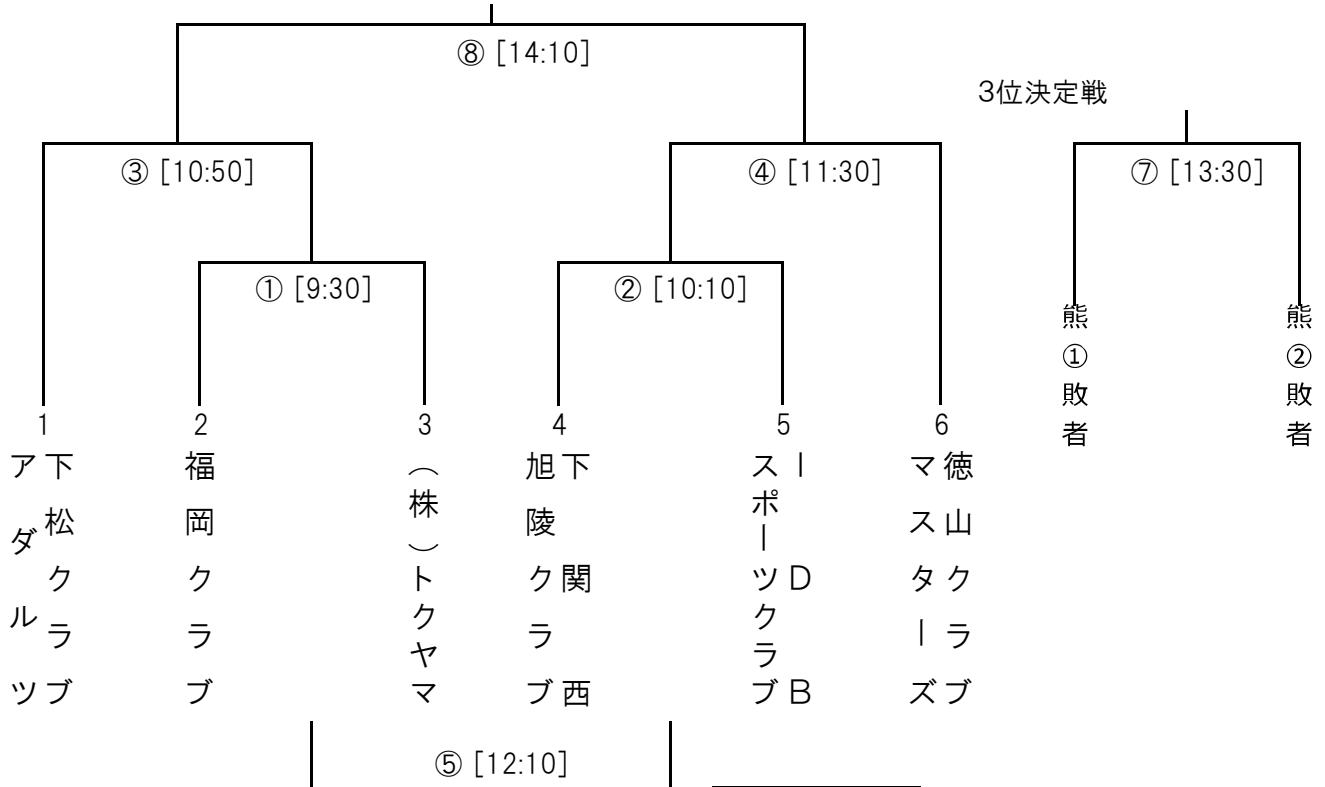 ⑧ [14:10]
3位決定戦
③ [10:50]
④ [11:30]
⑦ [13:30]
① [9:30]
② [10:10]
熊①敗者
熊②敗者
1
2
3
4
5
6
下松クラブ
アダルツ
福岡クラブ
（株）トクヤマ
下関西
旭陵クラブ
ＩＤＢ
スポーツクラブ
徳山クラブ
マスターズ
⑤ [12:10]